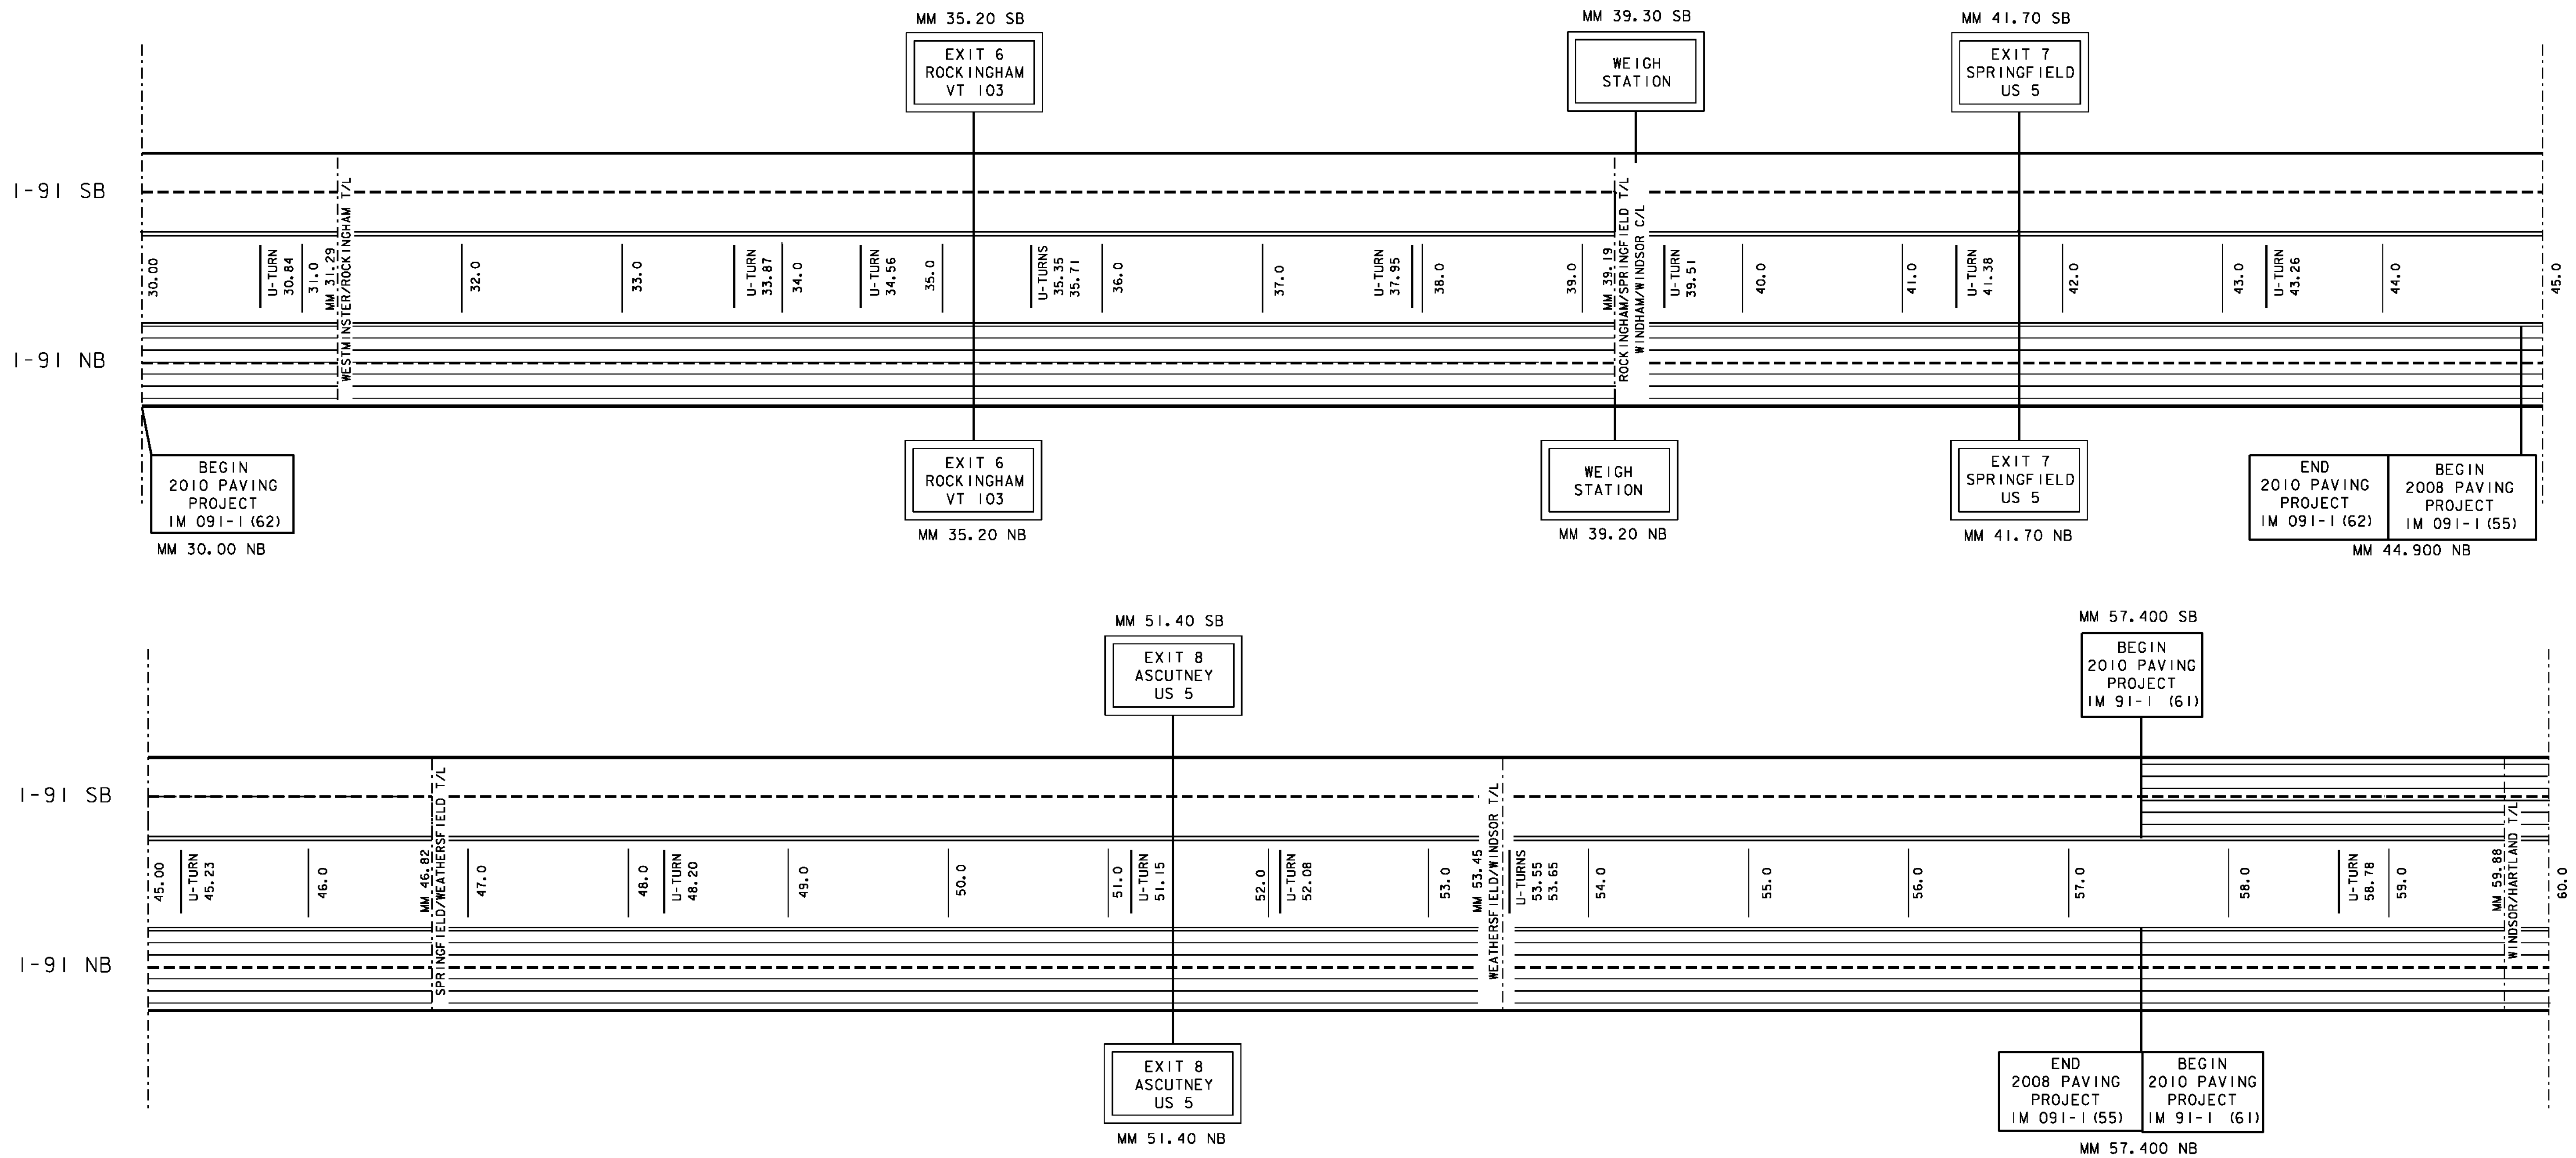 MM 35.20 SB
EXIT 6
ROCKINGHAM
VT 103
MM 39.30 SB
WEIGH
STATION
MM 41.70 SB
EXIT 7
SPRINGFIELD
US 5
I-91 SB
30.00
U-TURN
30.84
31.0
MM 31.29
WESTMINSTER/ROCKINGHAM T/L
32.0
33.0
U-TURN
33.87
34.0
U-TURN
34.56
35.0
U-TURNS
35.35
35.71
36.0
37.0
U-TURN
37.95
38.0
39.0
MM 39.19
ROCKINGHAM/SPRINGFIELD T/L
WINDHAM/WINDSOR C/L
U-TURN
39.51
40.0
41.0
U-TURN
41.38
42.0
43.0
U-TURN
43.26
44.0
45.0
I-91 NB
BEGIN
2010 PAVING
PROJECT
IM 091-1(62)
MM 30.00 NB
EXIT 6
ROCKINGHAM
VT 103
MM 35.20 NB
WEIGH
STATION
MM 39.20 NB
EXIT 7
SPRINGFIELD
US 5
MM 41.70 NB
END
2010 PAVING
PROJECT
IM 091-1(62)
BEGIN
2008 PAVING
PROJECT
IM 091-1(55)
MM 44.900 NB
MM 51.40 SB
EXIT 8
ASCUTNEY
US 5
MM 57.400 SB
BEGIN
2010 PAVING
PROJECT
IM 91-1 (61)
I-91 SB
45.00
U-TURN
45.23
46.0
MM 46.82
SPRINGFIELD/WEATHERSFIELD T/L
47.0
48.0
U-TURN
48.20
49.0
50.0
51.0
U-TURN
51.15
52.0
U-TURN
52.08
53.0
MM 53.45
WEATHERSFIELD/WINDSOR T/L
U-TURNS
53.55
53.65
54.0
55.0
56.0
57.0
58.0
U-TURN
58.78
59.0
MM 59.88
WINDSOR/HARTLAND T/L
60.0
I-91 NB
EXIT 8
ASCUTNEY
US 5
MM 51.40 NB
END
2008 PAVING
PROJECT
IM 091-1(55)
BEGIN
2010 PAVING
PROJECT
IM 91-1 (61)
MM 57.400 NB